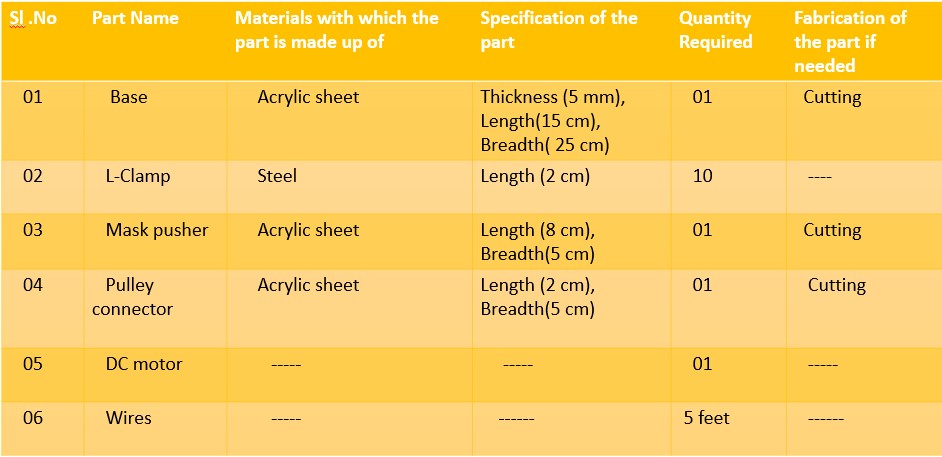 Sl .No Part Name Materials with which the Specification of the Quantity Fabrication of
part is made up of part Required the part if
needed
01 Base Acrylic sheet Thickness (5 mm), 01 Cutting
Length(15 cm),
Breadth( 25 cm)
02 L-Clamp Steel Length (2 cm) 10 ----
03 Mask pusher Acrylic sheet Length (8 cm), 01 Cutting
Breadth(5 cm)
04 Pulley Acrylic sheet Length (2 cm), 01 Cutting
connector Breadth(5 cm)
05 DC motor ----- ----- 01 -----
06 Wires ----- ------ 5 feet ------